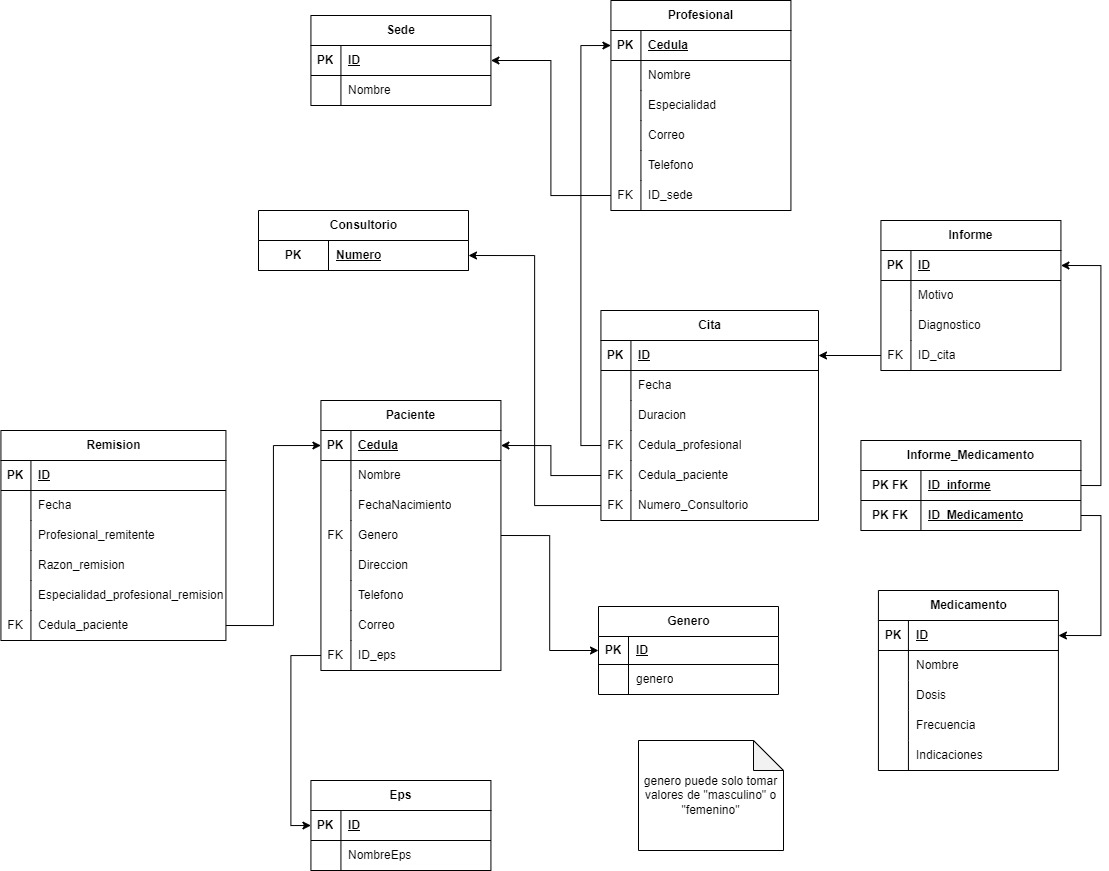 Sede
PK ID
Nombre
Profesional
PK Cedula
Nombre
Especialidad
Correo
Telefono
FK ID_sede
Consultorio
PK Numero
Informe
PK ID
Motivo
Diagnostico
FK ID_cita
Cita
PK ID
Fecha
Duracion
FK Cedula_profesional
FK Cedula_paciente
FK Numero_Consultorio
Paciente
PK Cedula
Nombre
FechaNacimiento
FK Genero
Direccion
Telefono
Correo
FK ID_eps
Remision
PK ID
Fecha
Profesional_remitente
Razon_remision
Especialidad_profesional_remision
FK Cedula_paciente
Informe_Medicamento
PK FK ID_informe
PK FK ID_Medicamento
Medicamento
PK ID
Nombre
Dosis
Frecuencia
Indicaciones
Genero
PK ID
genero
genero puede solo tomar
valores de "masculino" o
"femenino"
Eps
PK ID
NombreEps